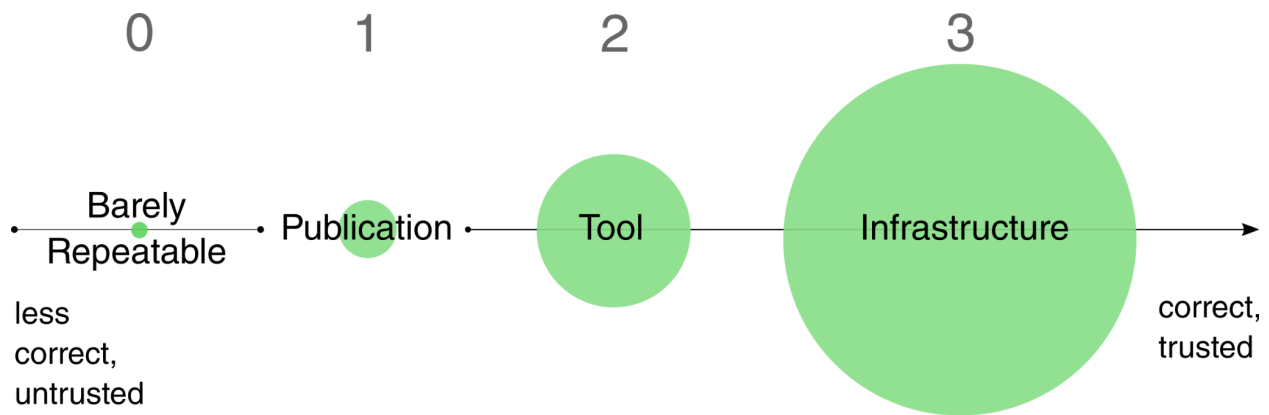 0 1 2 3
Barely
Repeatable
Publication
Tool
Infrastructure
less
correct,
untrusted
correct,
trusted